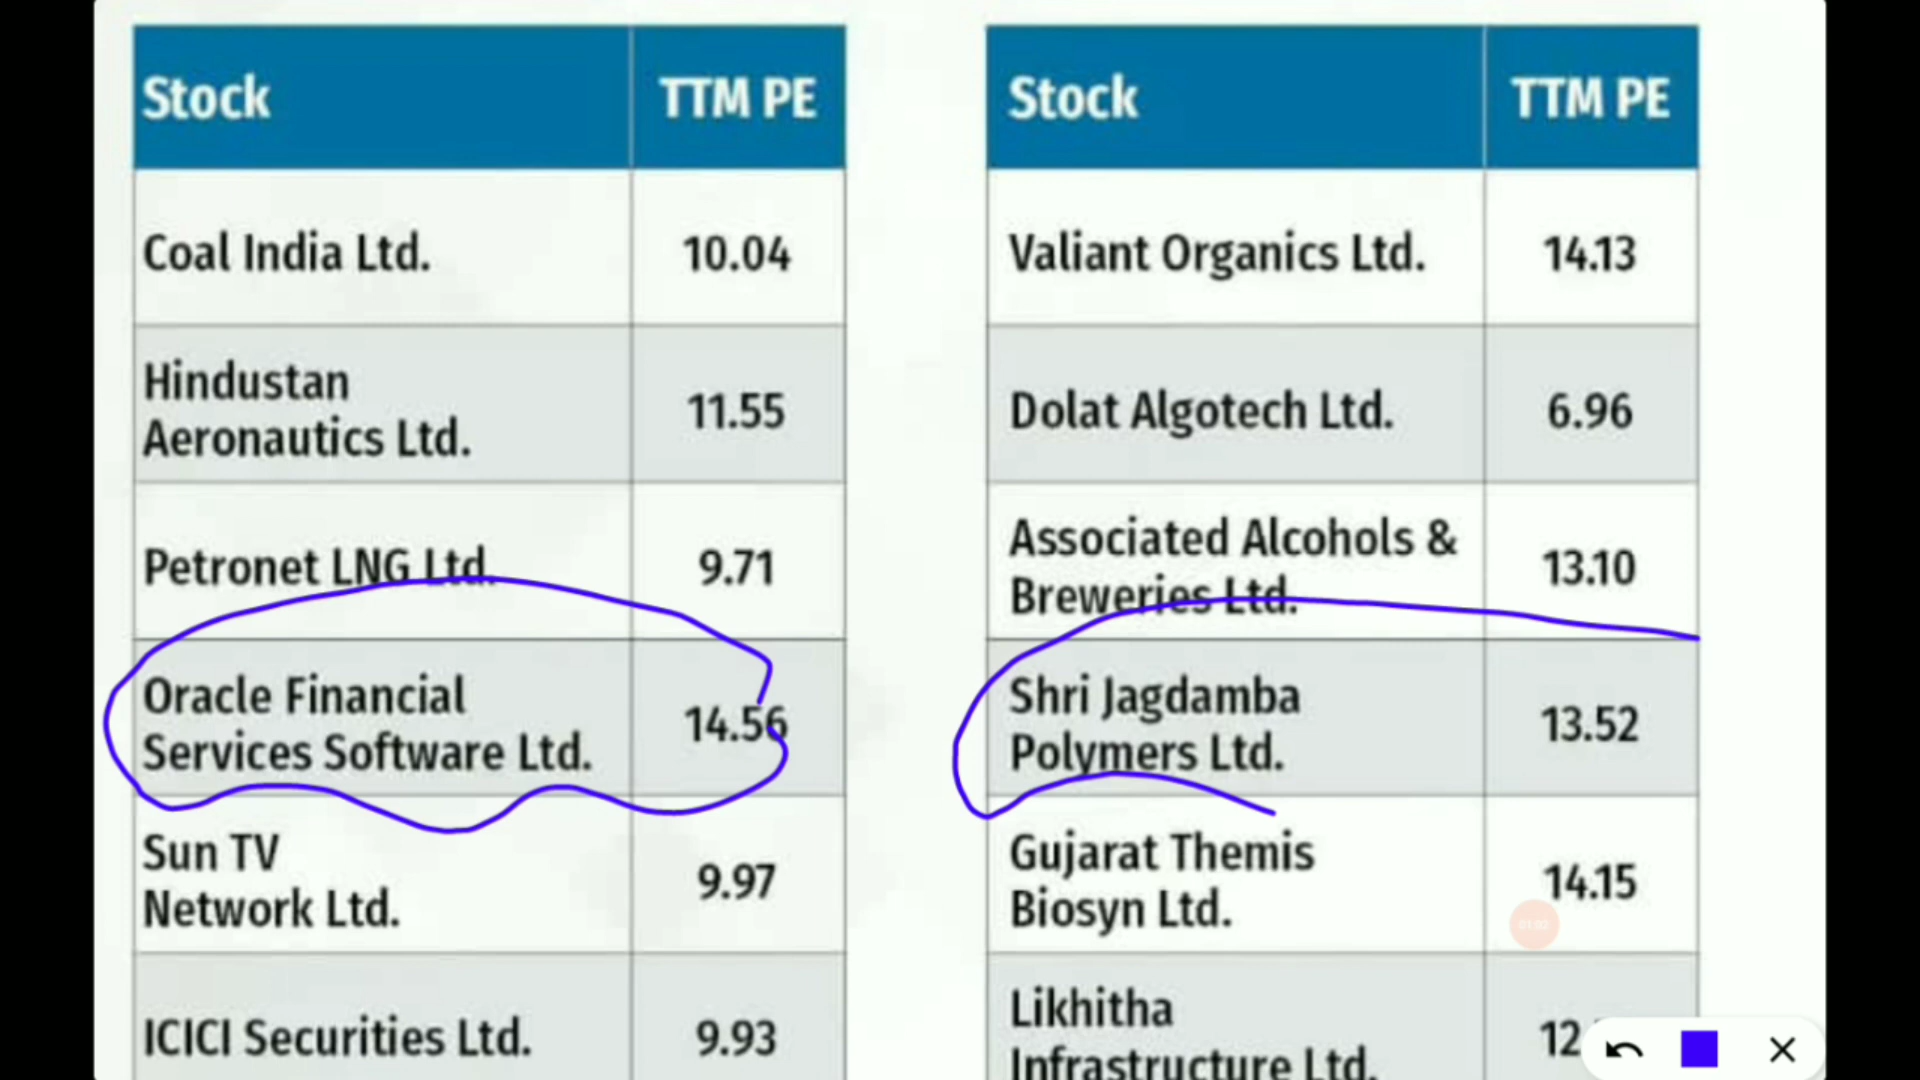 Stock TTM PE
Coal India Ltd. 10.04
Hindustan
Aeronautics Ltd. 11.55
Petronet LNG Ltd. 9.71
Oracle Financial
Services Software Ltd. 14.56
Sun TV
Network Ltd. 9.97
ICICI Securities Ltd. 9.93
Stock TTM PE
Valiant Organics Ltd. 14.13
Dolat Algotech Ltd. 6.96
Associated Alcohols &
Breweries Ltd. 13.10
Shri Jagdamba
Polymers Ltd. 13.52
Gujarat Themis
Biosyn Ltd. 14.15
Likhitha
Infrastructure Ltd. 12